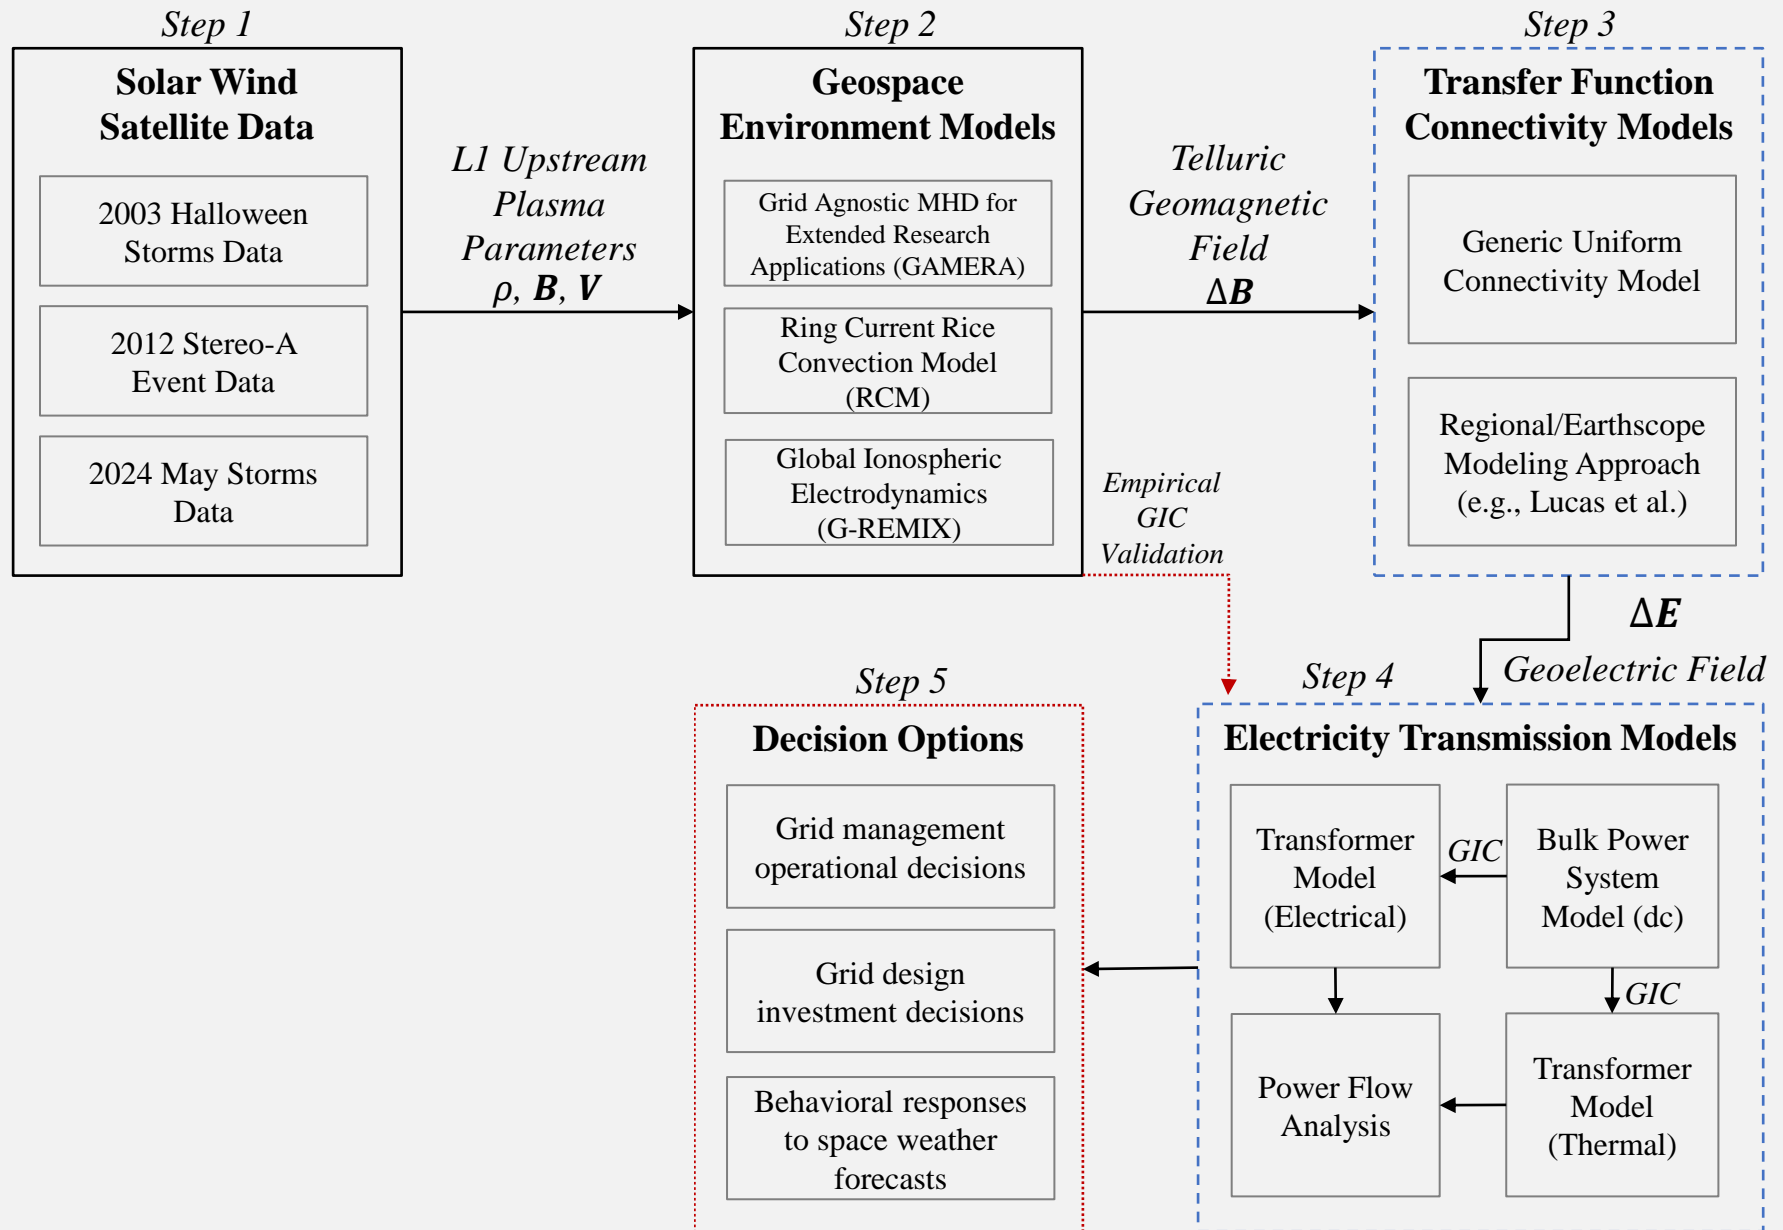 Step 1
Solar Wind
Satellite Data
2003 Halloween
Storms Data
2012 Stereo-A
Event Data
2024 May Storms
Data
L1 Upstream
Plasma
Parameters
ρ, B, V
Step 2
Geospace
Environment Models
Grid Agnostic MHD for
Extended Research
Applications (GAMERA)
Ring Current Rice
Convection Model
(RCM)
Global Ionospheric
Electrodynamics
(G-REMIX)
Telluric
Geomagnetic
Field
ΔB
Empirical
GIC
Validation
Step 3
Transfer Function
Connectivity Models
Generic Uniform
Connectivity Model
Regional/Earthscope
Modeling Approach
(e.g., Lucas et al.)
ΔE
Geoelectric Field
Step 4
Electricity Transmission Models
Transformer
Model
(Electrical)
GIC
Bulk Power
System
Model (dc)
GIC
Power Flow
Analysis
Transformer
Model
(Thermal)
Step 5
Decision Options
Grid management
operational decisions
Grid design
investment decisions
Behavioral responses
to space weather
forecasts